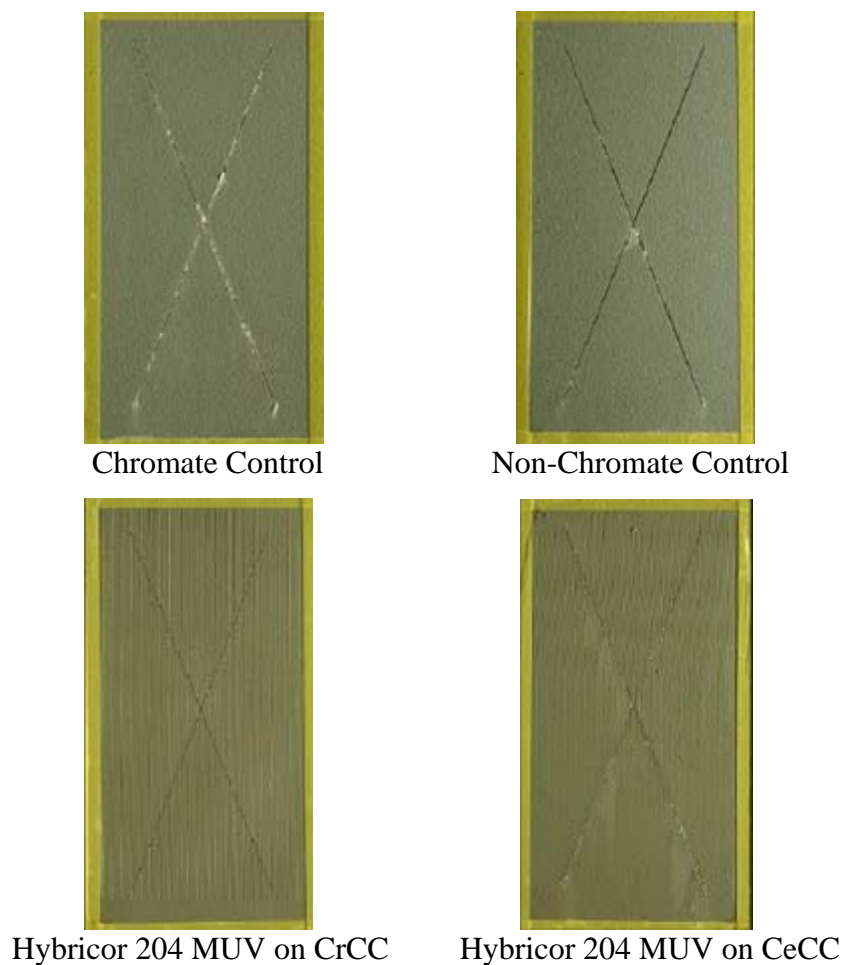 Chromate Control
Non-Chromate Control
Hybricor 204 MUV on CrCC
Hybricor 204 MUV on CeCC